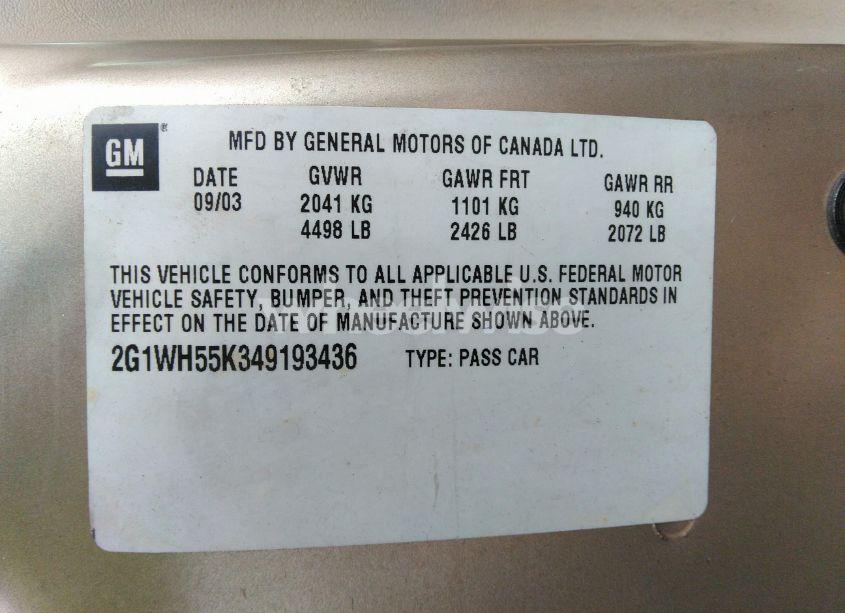 GM®
MFD BY GENERAL MOTORS OF CANADA LTD.
DATE GVWR GAWR FRT GAWR RR
09/03 2041 KG 1101 KG 940 KG
4498 LB 2426 LB 2072 LB
THIS VEHICLE CONFORMS TO ALL APPLICABLE U.S. FEDERAL MOTOR
VEHICLE SAFETY, BUMPER, AND THEFT PREVENTION STANDARDS IN
EFFECT ON THE DATE OF MANUFACTURE SHOWN ABOVE.
2G1WH55K349193436 TYPE: PASS CAR